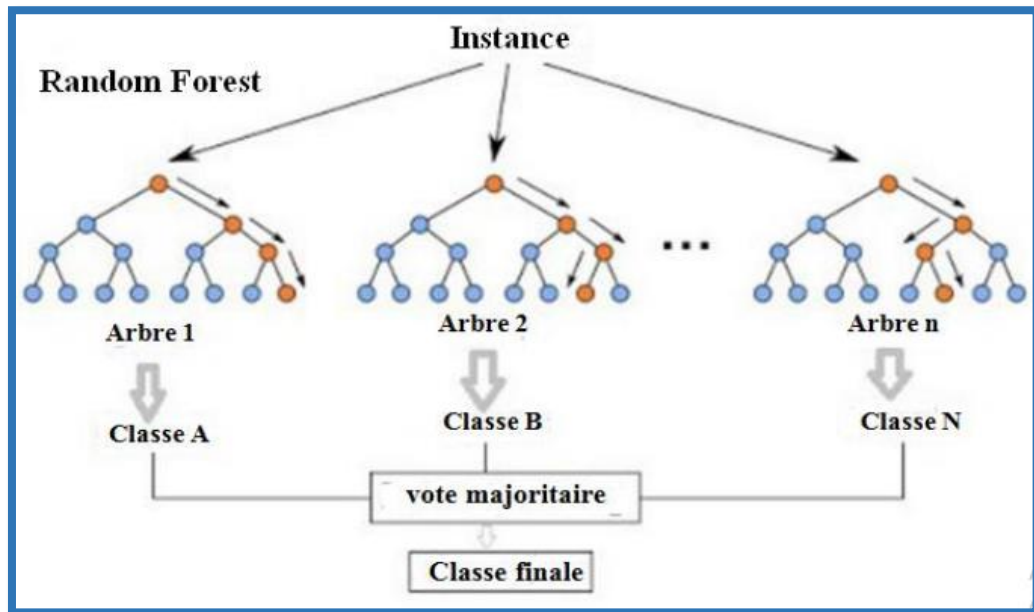 Instance
Random Forest
Arbre 1
Arbre 2
Arbre n
Classe A
Classe B
Classe N
vote majoritaire
Classe finale